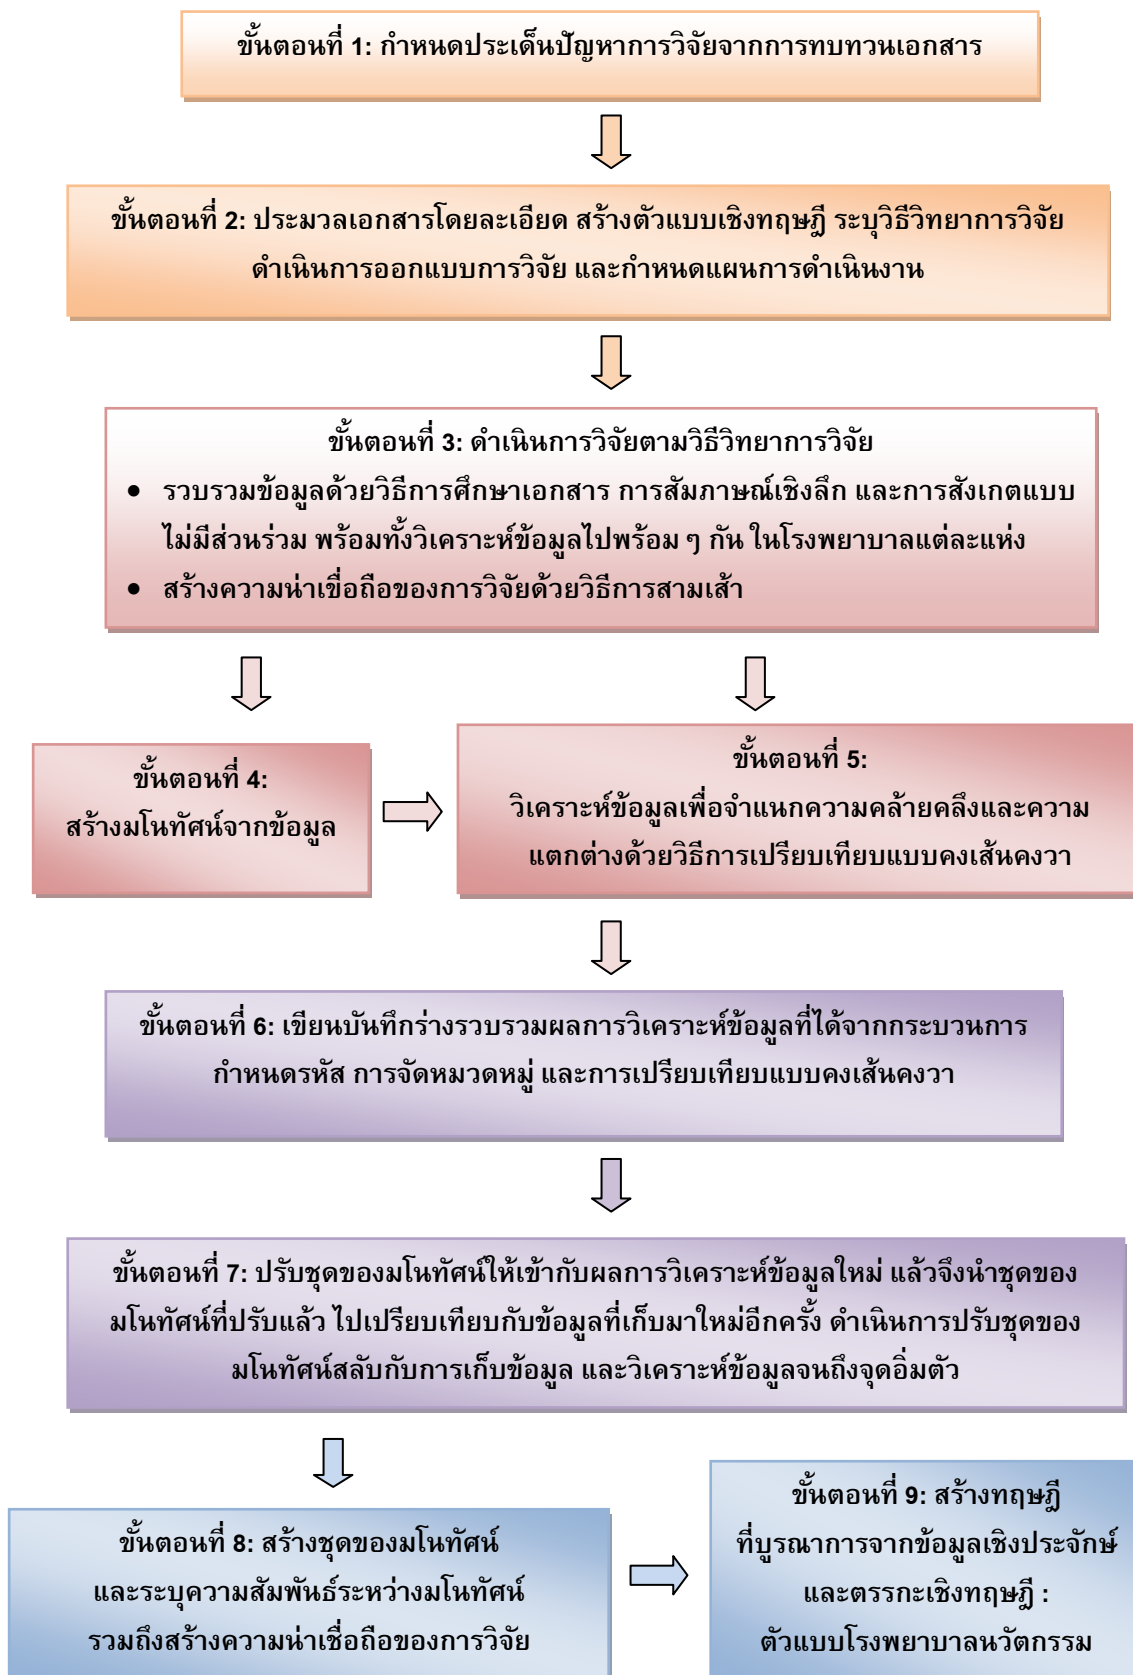 ขั้นตอนที่ 1: กำหนดประเด็นปัญหาการวิจัยจากการทบทวนเอกสาร
ขั้นตอนที่ 2: ประมวลเอกสารโดยละเอียด สร้างตัวแบบเชิงทฤษฎี ระบุวิธีวิทยาการวิจัย
ดำเนินการออกแบบการวิจัย และกำหนดแผนการดำเนินงาน
ขั้นตอนที่ 3: ดำเนินการวิจัยตามวิธีวิทยาการวิจัย
● รวบรวมข้อมูลด้วยวิธีการศึกษาเอกสาร การสัมภาษณ์เชิงลึก และการสังเกตแบบ
ไม่มีส่วนร่วม พร้อมทั้งวิเคราะห์ข้อมูลไปพร้อม ๆ กัน ในโรงพยาบาลแต่ละแห่ง
● สร้างความน่าเชื่อถือของการวิจัยด้วยวิธีการสามเส้า
ขั้นตอนที่ 4:
สร้างมโนทัศน์จากข้อมูล
ขั้นตอนที่ 5:
วิเคราะห์ข้อมูลเพื่อจำแนกความคล้ายคลึงและความ
แตกต่างด้วยวิธีการเปรียบเทียบแบบคงเส้นคงวา
ขั้นตอนที่ 6: เขียนบันทึกร่างรวบรวมผลการวิเคราะห์ข้อมูลที่ได้จากกระบวนการ
กำหนดรหัส การจัดหมวดหมู่ และการเปรียบเทียบแบบคงเส้นคงวา
ขั้นตอนที่ 7: ปรับชุดของมโนทัศน์ให้เข้ากับผลการวิเคราะห์ข้อมูลใหม่ แล้วจึงนำชุดของ
มโนทัศน์ที่ปรับแล้ว ไปเปรียบเทียบกับข้อมูลที่เก็บมาใหม่อีกครั้ง ดำเนินการปรับชุดของ
มโนทัศน์สลับกับการเก็บข้อมูล และวิเคราะห์ข้อมูลจนถึงจุดอิ่มตัว
ขั้นตอนที่ 8: สร้างชุดของมโนทัศน์
และระบุความสัมพันธ์ระหว่างมโนทัศน์
รวมถึงสร้างความน่าเชื่อถือของการวิจัย
ขั้นตอนที่ 9: สร้างทฤษฎี
ที่บูรณาการจากข้อมูลเชิงประจักษ์
และตรรกะเชิงทฤษฎี :
ตัวแบบโรงพยาบาลนวัตกรรม